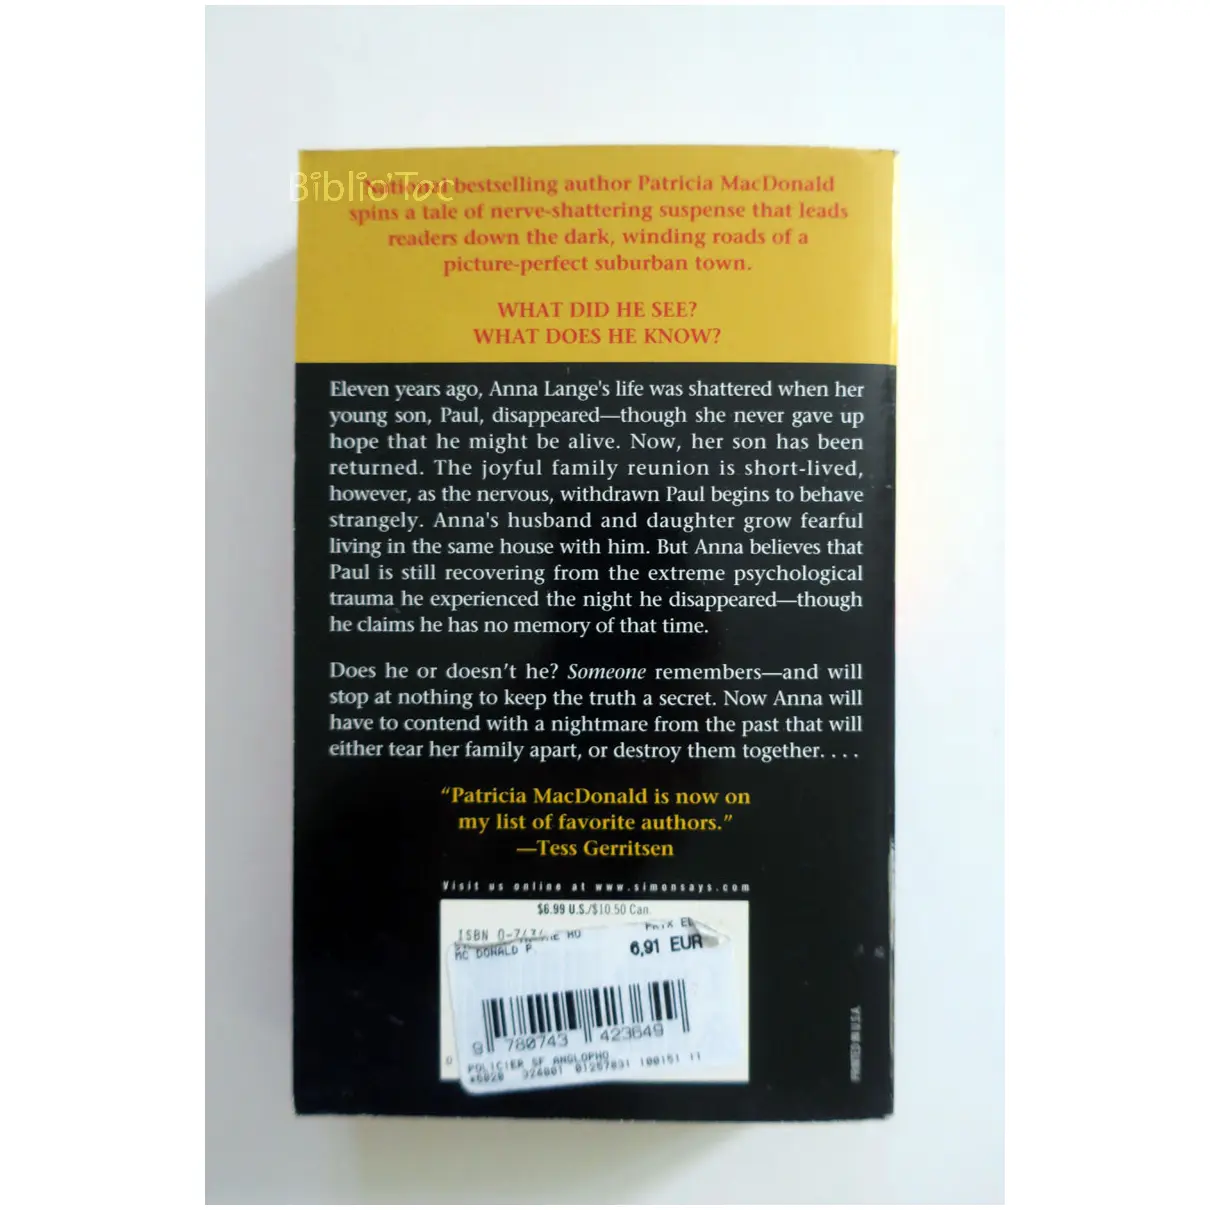 Biblio'Toc
National bestselling author Patricia MacDonald
spins a tale of nerve-shattering suspense that leads
readers down the dark, winding roads of a
picture-perfect suburban town.
WHAT DID HE SEE?
WHAT DOES HE KNOW?
Eleven years ago, Anna Lange's life was shattered when her
young son, Paul, disappeared—though she never gave up
hope that he might be alive. Now, her son has been
returned. The joyful family reunion is short-lived,
however, as the nervous, withdrawn Paul begins to behave
strangely. Anna's husband and daughter grow fearful
living in the same house with him. But Anna believes that
Paul is still recovering from the extreme psychological
trauma he experienced the night he disappeared—though
he claims he has no memory of that time.
Does he or doesn't he? Someone remembers—and will
stop at nothing to keep the truth a secret. Now Anna will
have to contend with a nightmare from the past that will
either tear her family apart, or destroy them together. . . .
“Patricia MacDonald is now on
my list of favorite authors.”
—Tess Gerritsen
Visit us online at www.simonsays.com
$6.99 U.S./$10.50 Can.
ISBN
MC DONALD P.
6,91 EUR
9 780743 423649
POLICIER SF ANGLOPHO
PRINTED IN U.S.A.